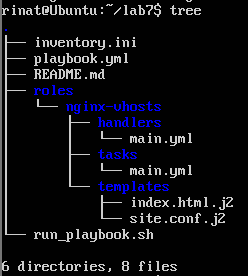 rinat@Ubuntu:~/lab7$ tree
.
├── inventory.ini
├── playbook.yml
├── README.md
├── roles
│   └── nginx-vhosts
│       ├── handlers
│       │   └── main.yml
│       ├── tasks
│       │   └── main.yml
│       └── templates
│           ├── index.html.j2
│           └── site.conf.j2
└── run_playbook.sh
6 directories, 8 files